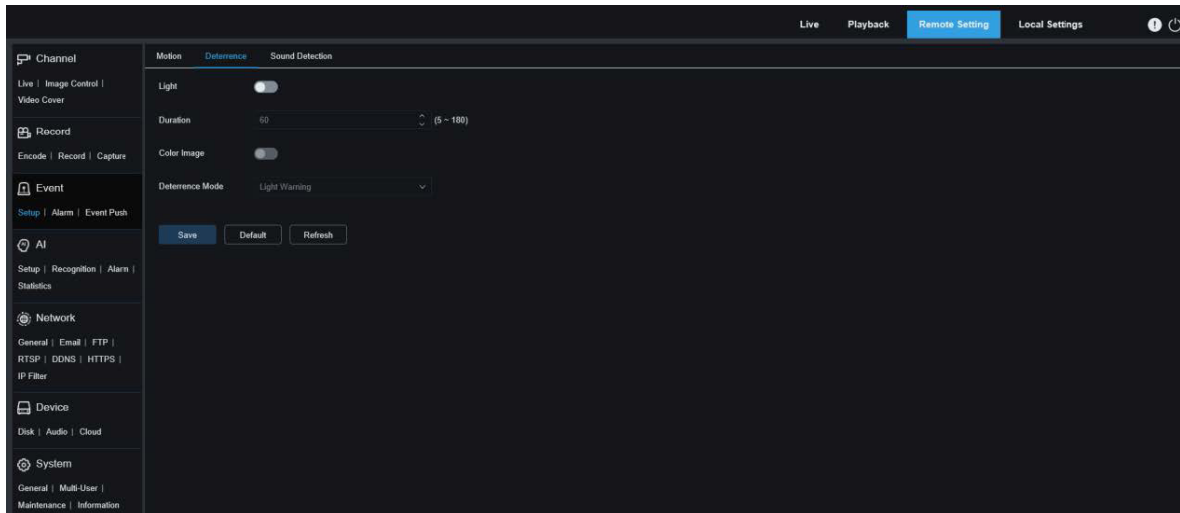 Live Playback Remote Setting Local Settings
Channel
Live | Image Control |
Video Cover
Record
Encode | Record | Capture
Event
Setup | Alarm | Event Push
AI
Setup | Recognition | Alarm |
Statistics
Network
General | Email | FTP |
RTSP | DDNS | HTTPS |
IP Filter
Device
Disk | Audio | Cloud
System
General | Multi-User |
Maintenance | Information
Motion Deterrence Sound Detection
Light
Duration 60 (5 ~ 180)
Color Image
Deterrence Mode Light Warning
Save Default Refresh